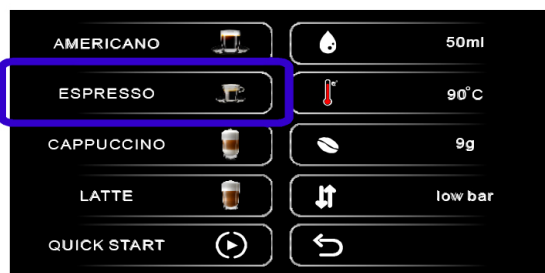 AMERICANO
50ml
ESPRESSO
90°C
CAPPUCCINO
9g
LATTE
low bar
QUICK START